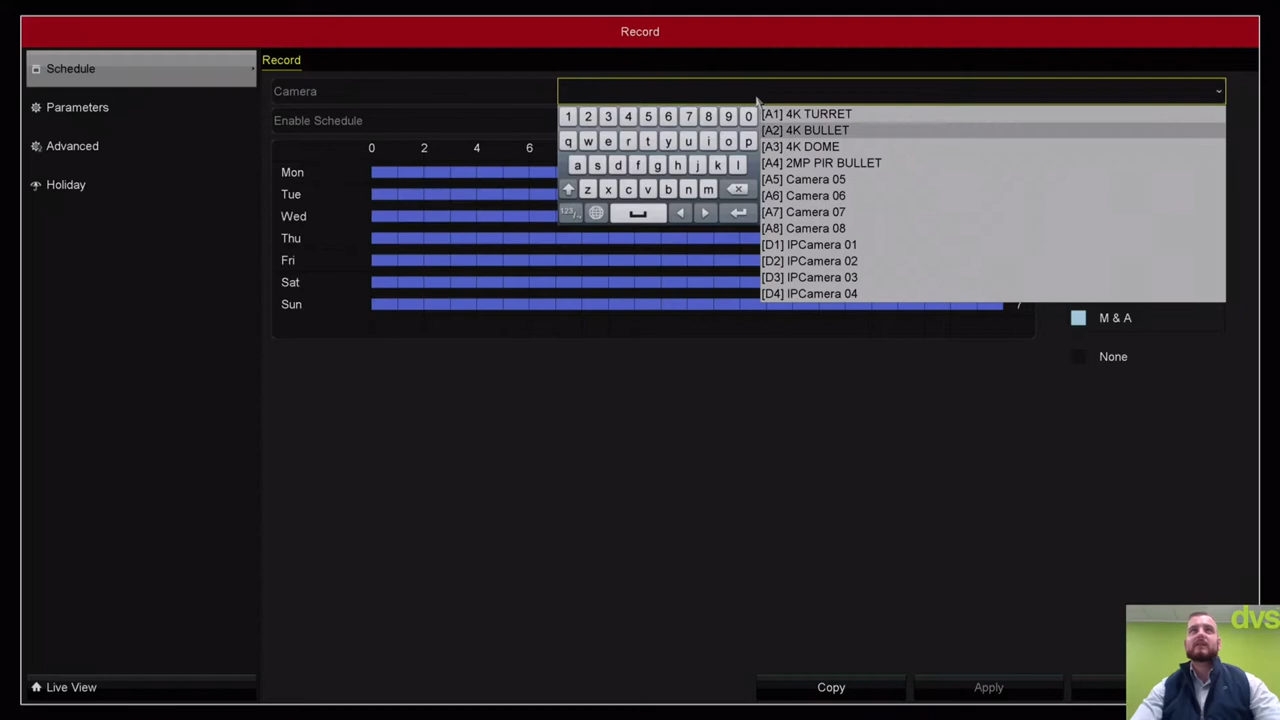 Record
Schedule
Parameters
Advanced
Holiday
Record
Camera
Enable Schedule
1 2 3 4 5 6 7 8 9 0
q w e r t y u i o p
a s d f g h j k l
z x c v b n m
123/.,
[A1] 4K TURRET
[A2] 4K BULLET
[A3] 4K DOME
[A4] 2MP PIR BULLET
[A5] Camera 05
[A6] Camera 06
[A7] Camera 07
[A8] Camera 08
[D1] IPCamera 01
[D2] IPCamera 02
[D3] IPCamera 03
[D4] IPCamera 04
0 2 4 6
Mon
Tue
Wed
Thu
Fri
Sat
Sun 7
M & A
None
Live View
Copy
Apply
dvs